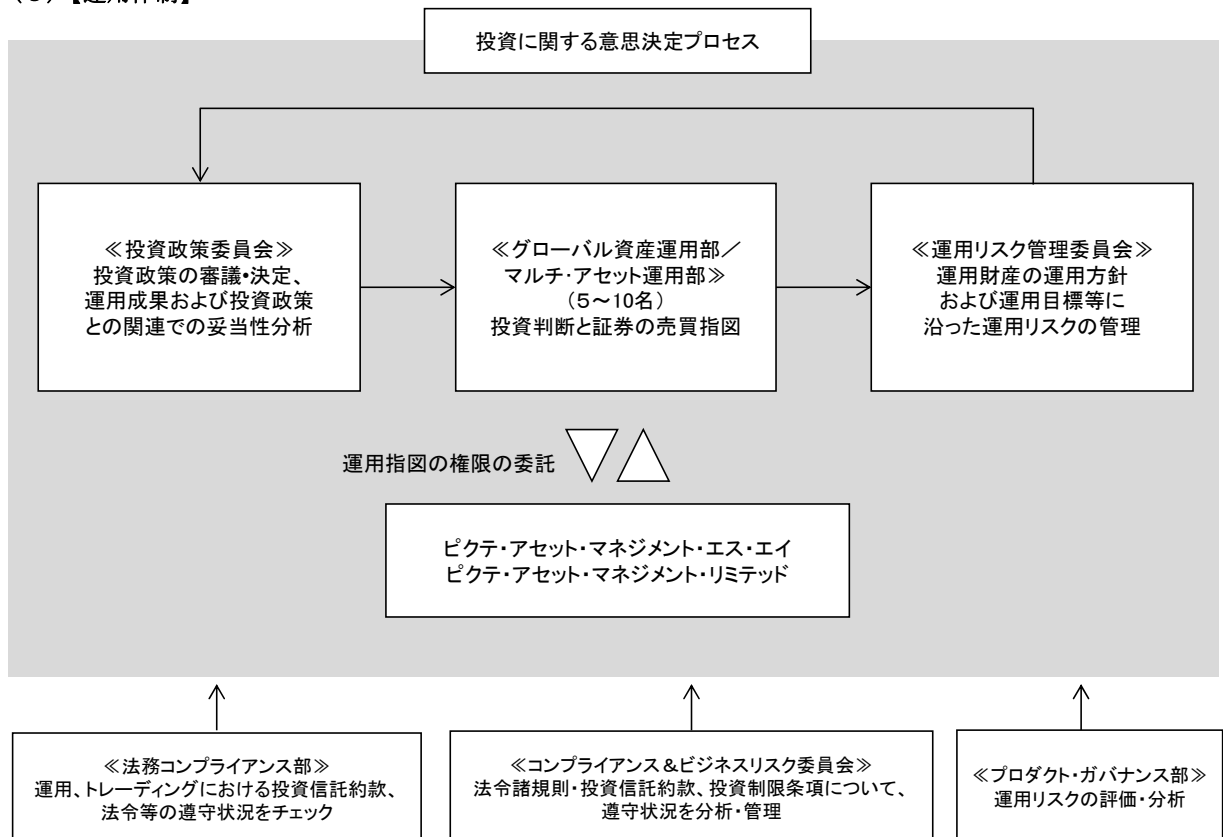 投資に関する意思決定プロセス
≪投資政策委員会≫
投資政策の審議・決定、
運用成果および投資政策
との関連での妥当性分析
≪グローバル資産運用部／
マルチ・アセット運用部≫
（5～10名）
投資判断と証券の売買指図
≪運用リスク管理委員会≫
運用財産の運用方針
および運用目標等に
沿った運用リスクの管理
運用指図の権限の委託
ピクテ・アセット・マネジメント・エス・エイ
ピクテ・アセット・マネジメント・リミテッド
≪法務コンプライアンス部≫
運用、トレーディングにおける投資信託約款、
法令等の遵守状況をチェック
≪コンプライアンス＆ビジネスリスク委員会≫
法令諸規則・投資信託約款、投資制限条項について、
遵守状況を分析・管理
≪プロダクト・ガバナンス部≫
運用リスクの評価・分析